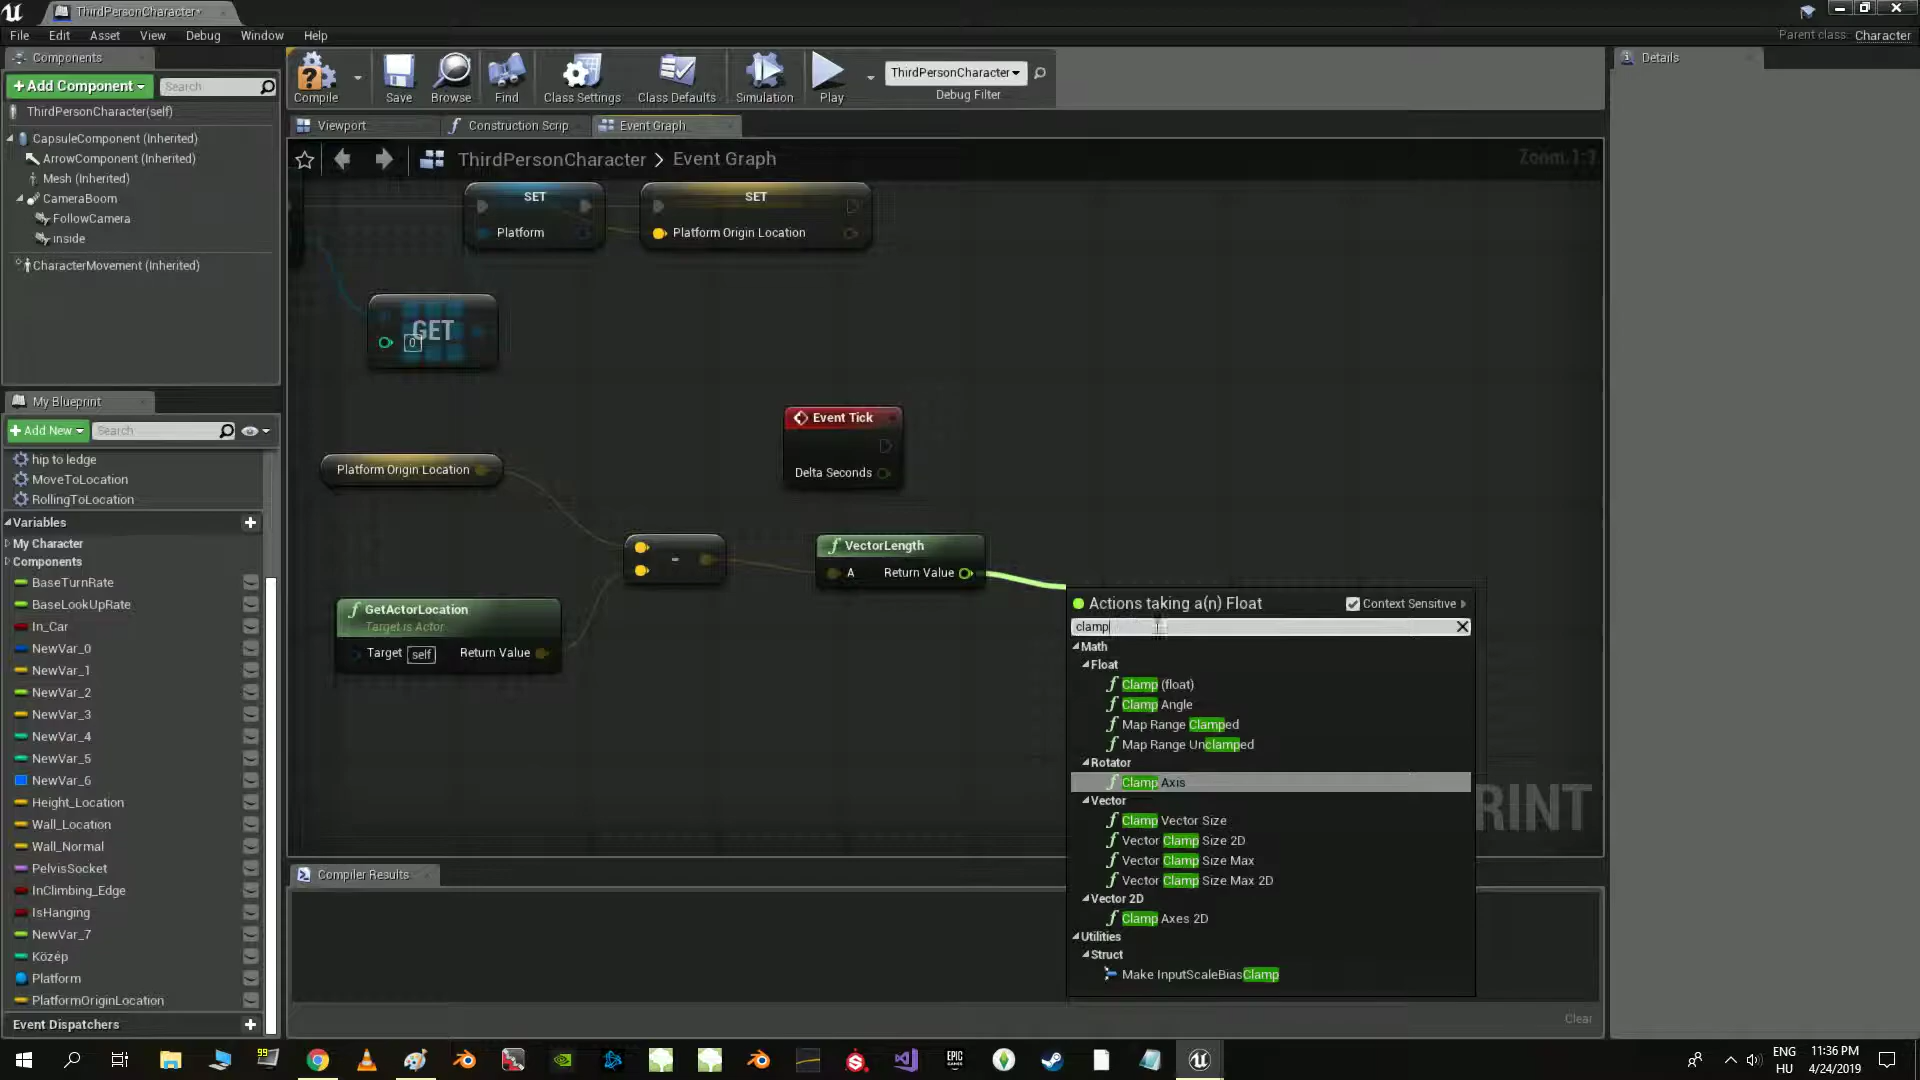 ThirdPersonCharacter*
File Edit Asset View Debug Window Help
Parent class: Character
Components
+Add Component
Search
ThirdPersonCharacter(self)
CapsuleComponent (Inherited)
ArrowComponent (Inherited)
Mesh (Inherited)
CameraBoom
FollowCamera
inside
CharacterMovement (Inherited)
Compile
Save
Browse
Find
Class Settings
Class Defaults
Simulation
Play
ThirdPersonCharacter
Debug Filter
Details
Viewport
Construction Scrip
Event Graph
ThirdPersonCharacter > Event Graph
Zoom 1:1
SET
Platform
SET
Platform Origin Location
GET
0
Event Tick
Delta Seconds
Platform Origin Location
-
VectorLength
A Return Value
GetActorLocation
Target is Actor
Target self Return Value
Actions taking a(n) Float
Context Sensitive
clamp
Math
Float
Clamp (float)
Clamp Angle
Map Range Clamped
Map Range Unclamped
Rotator
Clamp Axis
Vector
Clamp Vector Size
Vector Clamp Size 2D
Vector Clamp Size Max
Vector Clamp Size Max 2D
Vector 2D
Clamp Axes 2D
Utilities
Struct
Make InputScaleBiasClamp
RINT
My Blueprint
+Add New
Search
hip to ledge
MoveToLocation
RollingToLocation
Variables
My Character
Components
BaseTurnRate
BaseLookUpRate
In_Car
NewVar_0
NewVar_1
NewVar_2
NewVar_3
NewVar_4
NewVar_5
NewVar_6
Height_Location
Wall_Location
Wall_Normal
PelvisSocket
InClimbing_Edge
IsHanging
NewVar_7
Közép
Platform
PlatformOriginLocation
Event Dispatchers
Compiler Results
Clear
99+
EPIC GAMES
ENG
HU
11:36 PM
4/24/2019